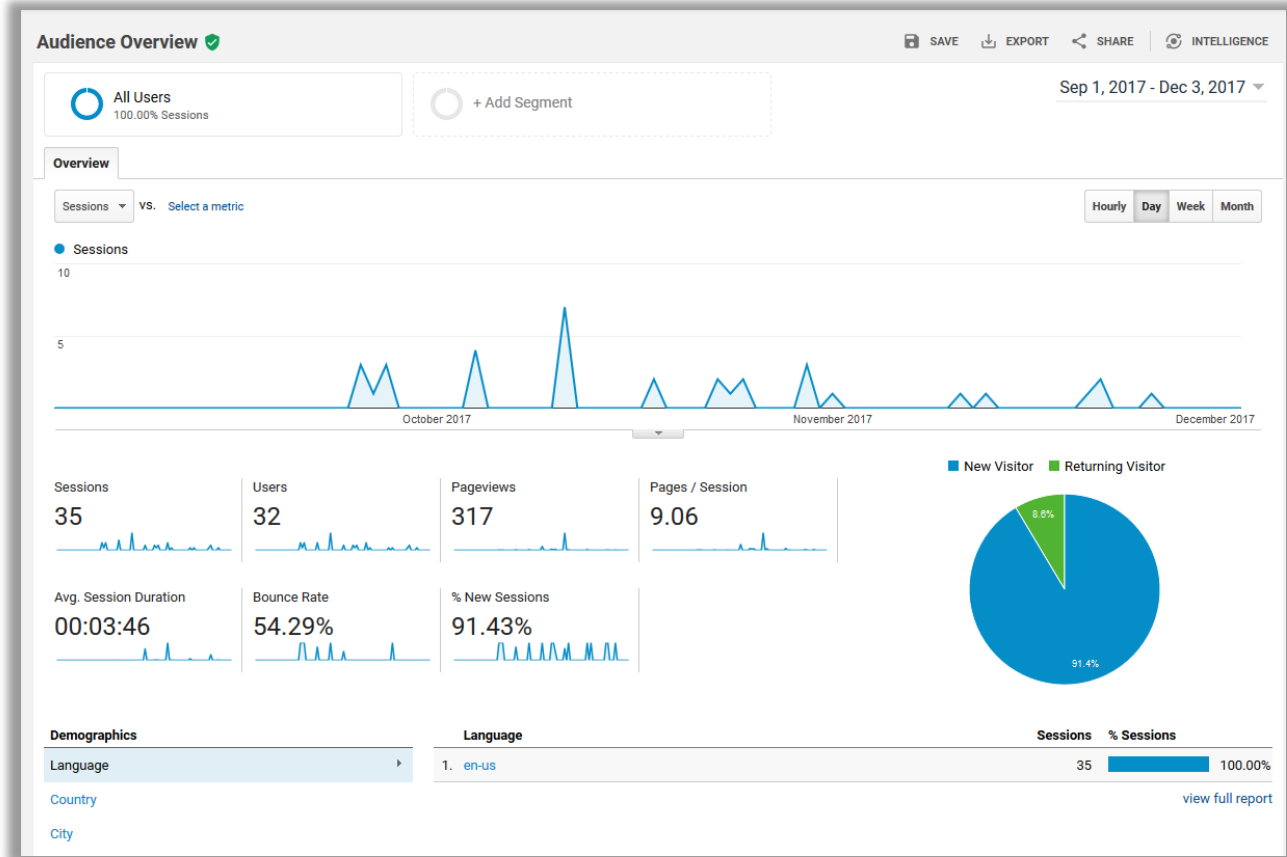 Audience Overview
SAVE EXPORT SHARE INTELLIGENCE
All Users
100.00% Sessions
+ Add Segment
Sep 1, 2017 - Dec 3, 2017
Overview
Sessions VS. Select a metric
Hourly Day Week Month
Sessions
10
5
October 2017 November 2017 December 2017
New Visitor Returning Visitor
Sessions Users Pageviews Pages / Session
35 32 317 9.06
8.6%
Avg. Session Duration Bounce Rate % New Sessions
00:03:46 54.29% 91.43%
91.4%
Demographics Language Sessions % Sessions
Language 1. en-us 35 100.00%
Country view full report
City